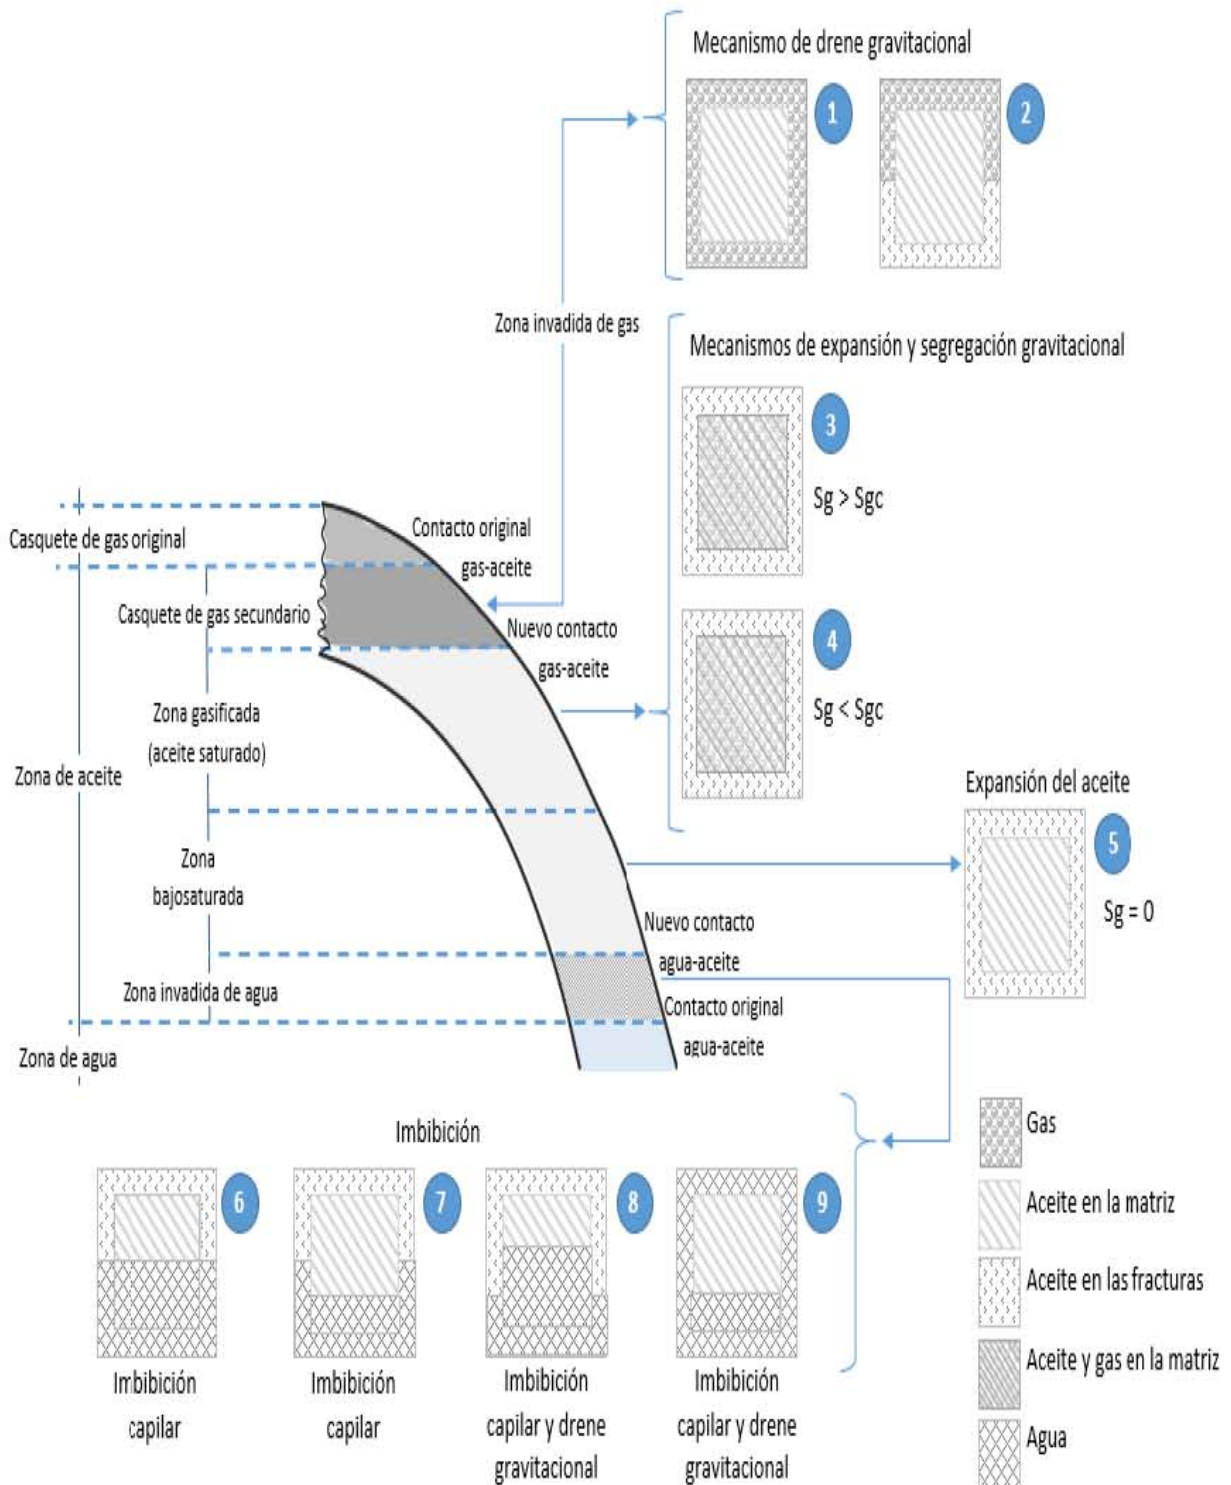 Mecanismo de drene gravitacional
1
2
Zona invadida de gas
Mecanismos de expansión y segregación gravitacional
3
Sg > Sgc
4
Sg < Sgc
Casquete de gas original
Contacto original
gas-aceite
Casquete de gas secundario
Nuevo contacto
gas-aceite
Zona gasificada
(aceite saturado)
Zona de aceite
Expansión del aceite
5
Sg = 0
Zona
bajosaturada
Nuevo contacto
agua-aceite
Zona invadida de agua
Contacto original
agua-aceite
Zona de agua
Imbibición
6
7
8
9
Imbibición
capilar
Imbibición
capilar
Imbibición
capilar y drene
gravitacional
Imbibición
capilar y drene
gravitacional
Gas
Aceite en la matriz
Aceite en las fracturas
Aceite y gas en la matriz
Agua